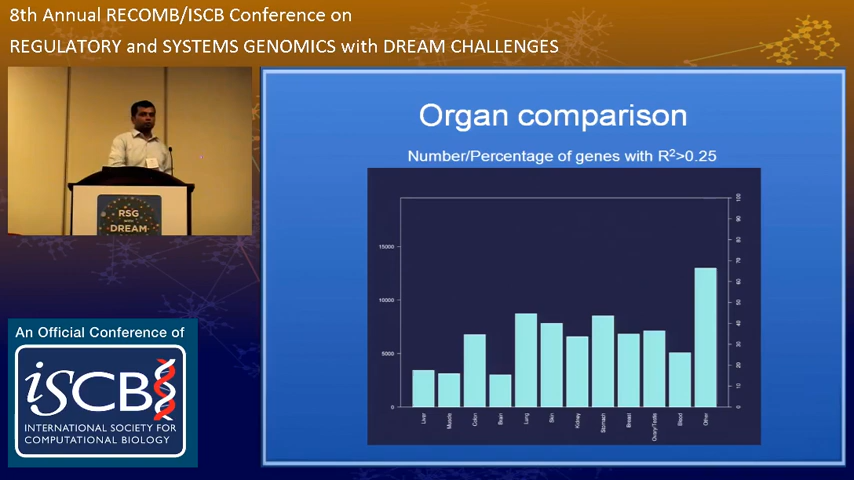 8th Annual RECOMB/ISCB Conference on
REGULATORY and SYSTEMS GENOMICS with DREAM CHALLENGES
RSG
DREAM
An Official Conference of
iSCB
INTERNATIONAL SOCIETY FOR
COMPUTATIONAL BIOLOGY
Organ comparison
Number/Percentage of genes with R²>0.25
15000
10000
5000
0
100
90
80
70
60
50
40
30
20
10
0
Liver
Muscle
Colon
Brain
Lung
Skin
Kidney
Stomach
Breast
Ovary/Testis
Blood
Other